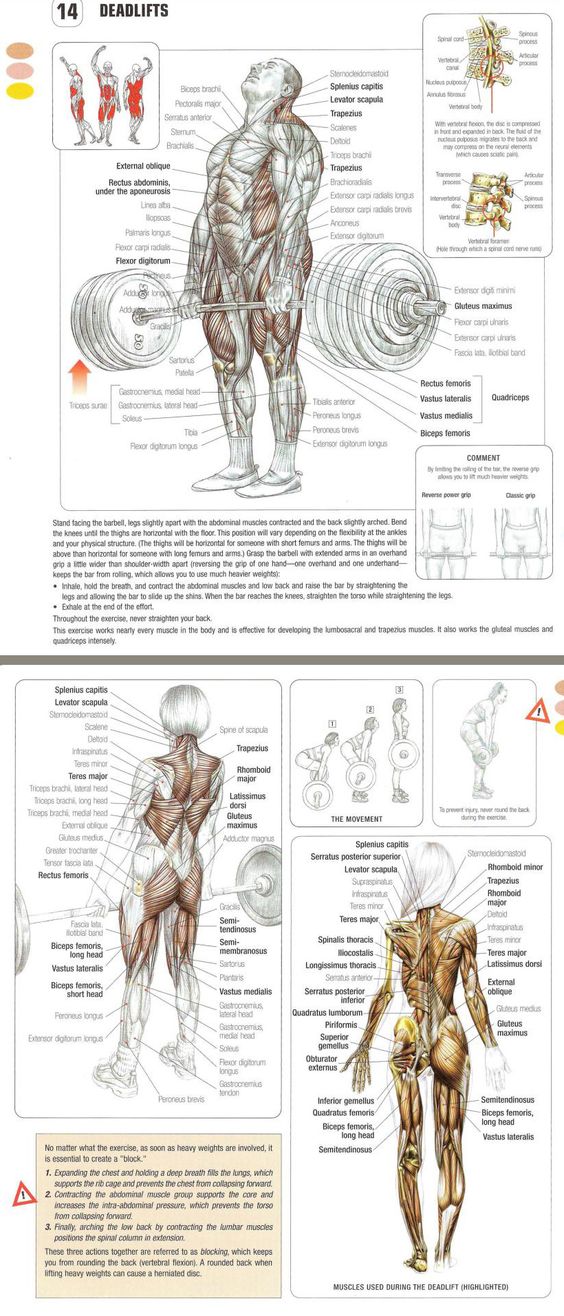 14 DEADLIFTS
Spinal cord
Vertebral canal
Nucleus pulposus
Annulus fibrosus
Vertebral body
Spinous process
Articular process
With vertebral flexion, the disc is compressed
in front and expanded in back. The fluid of the
nucleus pulposus migrates to the back and
may compress on the neural elements
(which causes sciatic pain).
Transverse process
Intervertebral disc
Vertebral body
Articular process
Spinous process
Vertebral foramen
(Hole through which a spinal cord nerve runs)
Biceps brachii
Pectoralis major
Serratus anterior
Sternum
Brachialis
External oblique
Rectus abdominis,
under the aponeurosis
Linea alba
Iliopsoas
Palmaris longus
Flexor carpi radialis
Flexor digitorum
Pectineus
Adductor longus
Adductor magnus
Gracilis
Sartorius
Patella
Triceps surae
Gastrocnemius, medial head
Gastrocnemius, lateral head
Soleus
Tibia
Flexor digitorum longus
Sternocleidomastoid
Splenius capitis
Levator scapula
Trapezius
Scalenes
Deltoid
Triceps brachii
Trapezius
Brachioradialis
Extensor carpi radialis longus
Extensor carpi radialis brevis
Anconeus
Extensor digitorum
Extensor digiti minimi
Gluteus maximus
Flexor carpi ulnaris
Extensor carpi ulnaris
Fascia lata, iliotibial band
Rectus femoris
Vastus lateralis
Vastus medialis
Quadriceps
Biceps femoris
Tibialis anterior
Peroneus longus
Peroneus brevis
Extensor digitorum longus
COMMENT
By limiting the rolling of the bar, the reverse grip
allows you to lift much heavier weights.
Reverse power grip
Classic grip
Stand facing the barbell, legs slightly apart with the abdominal muscles contracted and the back slightly arched. Bend
the knees until the thighs are horizontal with the floor. This position will vary depending on the flexibility at the ankles
and your physical structure. (The thighs will be horizontal for someone with short femurs and arms. The thighs will be
above than horizontal for someone with long femurs and arms.) Grasp the barbell with extended arms in an overhand
grip a little wider than shoulder-width apart (reversing the grip of one hand—one overhand and one underhand—
keeps the bar from rolling, which allows you to use much heavier weights):
• Inhale, hold the breath, and contract the abdominal muscles and low back and raise the bar by straightening the
legs and allowing the bar to slide up the shins. When the bar reaches the knees, straighten the torso while straightening the legs.
• Exhale at the end of the effort.
Throughout the exercise, never straighten your back.
This exercise works nearly every muscle in the body and is effective for developing the lumbosacral and trapezius muscles. It also works the gluteal muscles and
quadriceps intensely.
Splenius capitis
Levator scapula
Sternocleidomastoid
Scalene
Deltoid
Infraspinatus
Teres minor
Teres major
Triceps brachii, lateral head
Triceps brachii, long head
Triceps brachii, medial head
External oblique
Gluteus medius
Greater trochanter
Tensor fascia lata
Rectus femoris
Fascia lata,
iliotibial band
Biceps femoris,
long head
Vastus lateralis
Biceps femoris,
short head
Peroneus longus
Extensor digitorum longus
Peroneus brevis
Spine of scapula
Trapezius
Rhomboid
major
Latissimus
dorsi
Gluteus
maximus
Adductor magnus
Gracilis
Semi-
tendinosus
Semi-
membranosus
Sartorius
Plantaris
Vastus medialis
Gastrocnemius,
lateral head
Gastrocnemius,
medial head
Soleus
Flexor digitorum
longus
Gastrocnemius
tendon
1
2
3
THE MOVEMENT
!
To prevent injury, never round the back
during the exercise.
Splenius capitis
Serratus posterior superior
Levator scapula
Supraspinatus
Infraspinatus
Teres minor
Teres major
Spinalis thoracis
Iliocostalis
Longissimus thoracis
Serratus anterior
Serratus posterior
inferior
Quadratus lumborum
Piriformis
Superior
gemellus
Obturator
externus
Inferior gemellus
Quadratus femoris
Biceps femoris,
long head
Semitendinosus
Sternocleidomastoid
Rhomboid minor
Trapezius
Rhomboid
major
Deltoid
Infraspinatus
Teres minor
Teres major
Latissimus dorsi
External
oblique
Gluteus medius
Gluteus
maximus
Semitendinosus
Biceps femoris,
long head
Vastus lateralis
MUSCLES USED DURING THE DEADLIFT (HIGHLIGHTED)
!
No matter what the exercise, as soon as heavy weights are involved, it
is essential to create a "block."
1. Expanding the chest and holding a deep breath fills the lungs, which
supports the rib cage and prevents the chest from collapsing forward.
2. Contracting the abdominal muscle group supports the core and
increases the intra-abdominal pressure, which prevents the torso
from collapsing forward.
3. Finally, arching the low back by contracting the lumbar muscles
positions the spinal column in extension.
These three actions together are referred to as blocking, which keeps
you from rounding the back (vertebral flexion). A rounded back when
lifting heavy weights can cause a herniated disc.